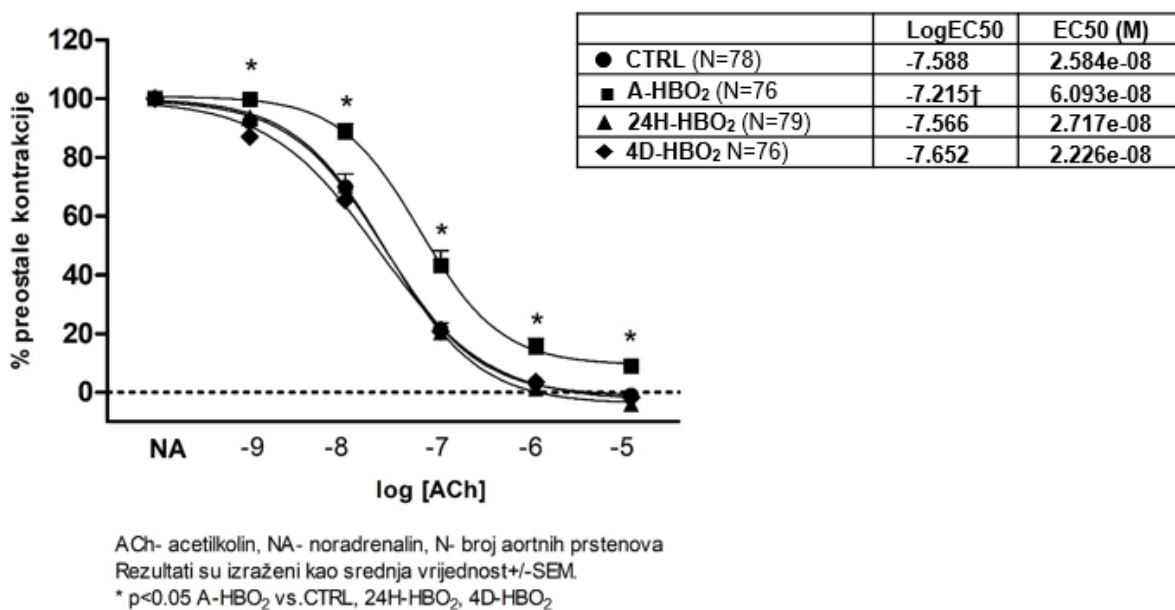 LogEC50 EC50 (M)
● CTRL (N=78) -7.588 2.584e-08
■ A-HBO₂ (N=76 -7.215† 6.093e-08
▲ 24H-HBO₂ (N=79) -7.566 2.717e-08
◆ 4D-HBO₂ N=76) -7.652 2.226e-08
% preostale kontrakcije
120
100
80
60
40
20
0
* * * * *
NA -9 -8 -7 -6 -5
log [ACh]
ACh- acetilkolin, NA- noradrenalin, N- broj aortnih prstenova
Rezultati su izraženi kao srednja vrijednost+/-SEM.
* p<0.05 A-HBO₂ vs.CTRL, 24H-HBO₂, 4D-HBO₂